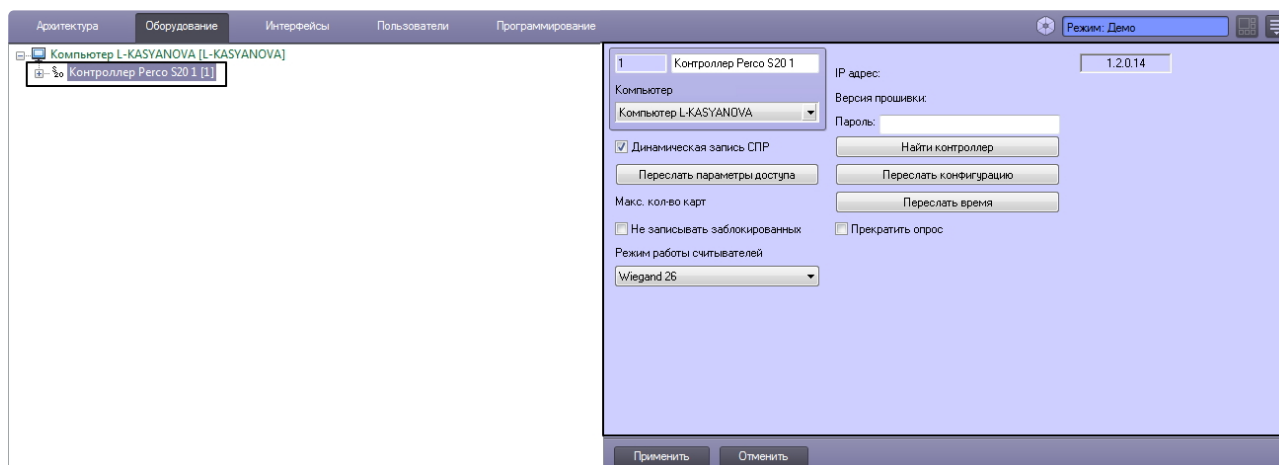 Архитектура Оборудование Интерфейсы Пользователи Программирование Режим: Демо
Компьютер L-KASYANOVA [L-KASYANOVA]
Контроллер Perco S20 1 [1]
1 Контроллер Perco S20 1
Компьютер
Компьютер L-KASYANOVA
Динамическая запись СПР
Переслать параметры доступа
Макс. кол-во карт
Не записывать заблокированных
Режим работы считывателей
Wiegand 26
IP адрес:
1.2.0.14
Версия прошивки:
Пароль:
Найти контроллер
Переслать конфигурацию
Переслать время
Прекратить опрос
Применить Отменить